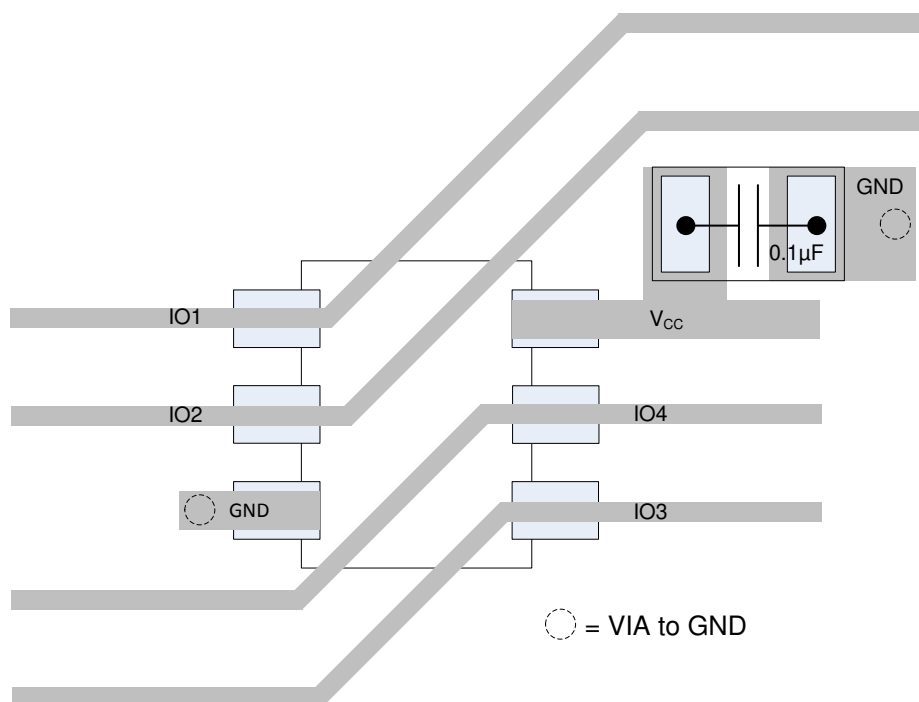 GND
0.1µF
IO1
VCC
IO2
IO4
GND
IO3
= VIA to GND